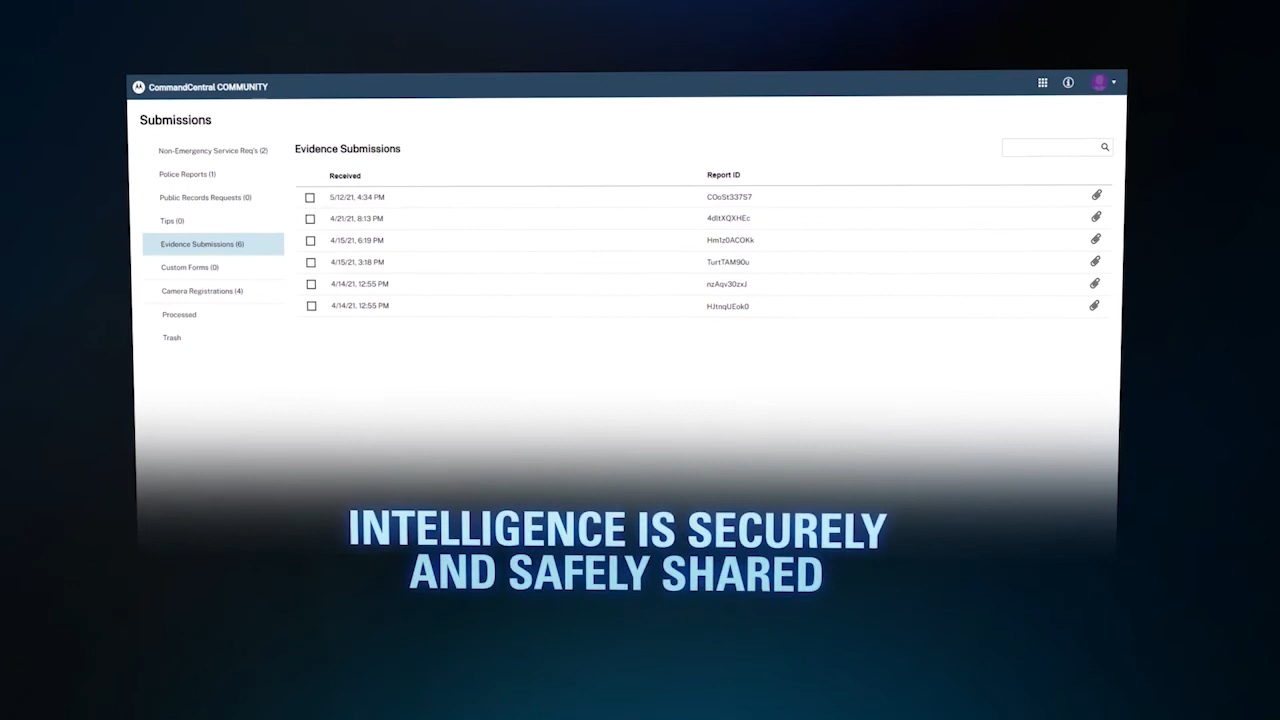 CommandCentral COMMUNITY
Submissions
Non-Emergency Service Req's (2)
Police Reports (1)
Public Records Requests (0)
Tips (0)
Evidence Submissions (6)
Custom Forms (0)
Camera Registrations (4)
Processed
Trash
Evidence Submissions
Received Report ID
5/12/21, 4:34 PM COoSt337S7
4/21/21, 8:13 PM 4dltXQXHEc
4/15/21, 6:19 PM Hm1z0ACOKk
4/15/21, 3:18 PM TurtTAM90u
4/14/21, 12:55 PM nzAqv30zxJ
4/14/21, 12:55 PM HJtnqUEok0
INTELLIGENCE IS SECURELY
AND SAFELY SHARED